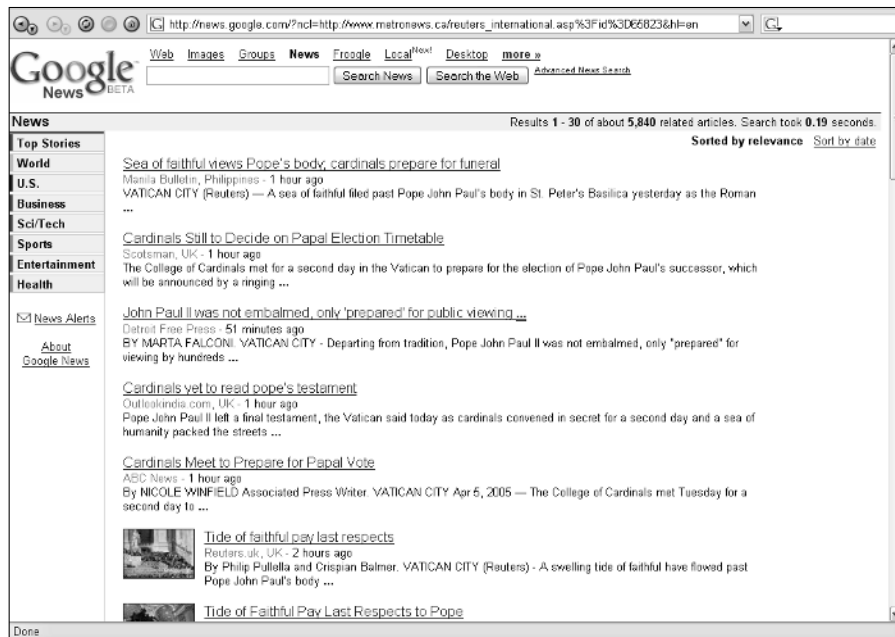 http://news.google.com/?ncl=http://www.metronews.ca/reuters_international.asp%3Fid%3D65823&hl=en
G
Web Images Groups News Froogle Local New! Desktop more »
Google
News BETA
Search News Search the Web Advanced News Search
News Results 1 - 30 of about 5,840 related articles. Search took 0.19 seconds.
Top Stories
World
U.S.
Business
Sci/Tech
Sports
Entertainment
Health
News Alerts
About
Google News
Sorted by relevance Sort by date
Sea of faithful views Pope's body; cardinals prepare for funeral
Manila Bulletin, Philippines - 1 hour ago
VATICAN CITY (Reuters) — A sea of faithful filed past Pope John Paul's body in St. Peter's Basilica yesterday as the Roman
...
Cardinals Still to Decide on Papal Election Timetable
Scotsman, UK - 1 hour ago
The College of Cardinals met for a second day in the Vatican to prepare for the election of Pope John Paul's successor, which
will be announced by a ringing ...
John Paul II was not embalmed, only 'prepared' for public viewing ...
Detroit Free Press - 51 minutes ago
BY MARTA FALCONI. VATICAN CITY - Departing from tradition, Pope John Paul II was not embalmed, only "prepared" for
viewing by hundreds ...
Cardinals yet to read pope's testament
Outlookindia.com, UK - 1 hour ago
Pope John Paul II left a final testament, the Vatican said today as cardinals convened in secret for a second day and a sea of
humanity packed the streets ...
Cardinals Meet to Prepare for Papal Vote
ABC News - 1 hour ago
By NICOLE WINFIELD Associated Press Writer. VATICAN CITY Apr 5, 2005 — The College of Cardinals met Tuesday for a
second day to ...
Tide of faithful pay last respects
Reuters.uk, UK - 2 hours ago
By Philip Pullella and Crispian Balmer. VATICAN CITY (Reuters) - A swelling tide of faithful have flowed past
Pope John Paul's body ...
Tide of Faithful Pay Last Respects to Pope
Done